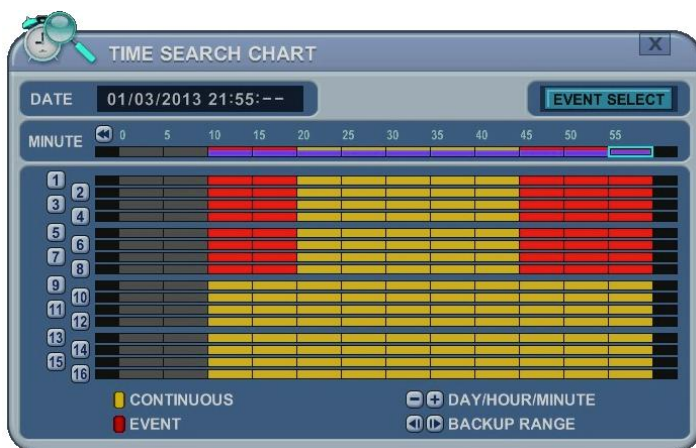 TIME SEARCH CHART
X
DATE 01/03/2013 21:55:-- EVENT SELECT
MINUTE 0 5 10 15 20 25 30 35 40 45 50 55
1
2
3
4
5
6
7
8
9
10
11
12
13
14
15
16
CONTINUOUS DAY/HOUR/MINUTE
EVENT BACKUP RANGE